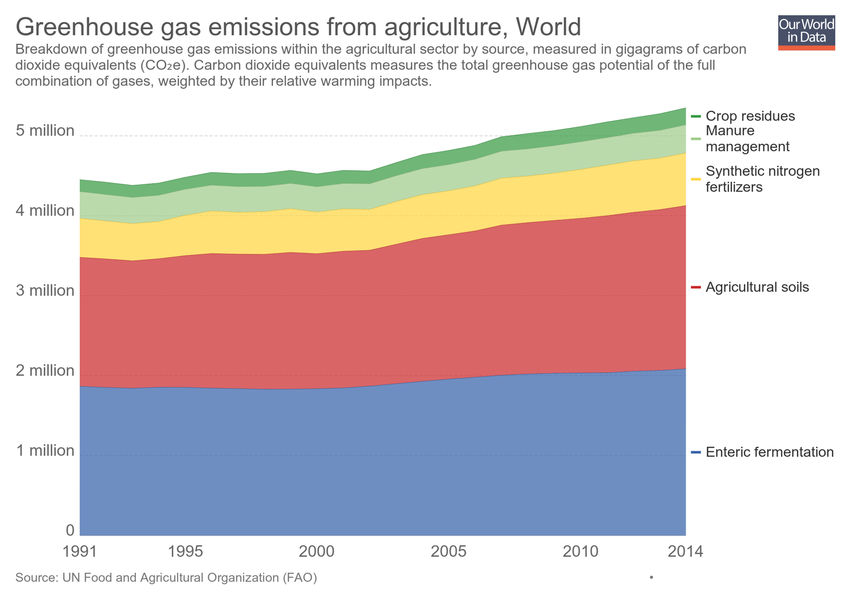 Greenhouse gas emissions from agriculture, World
Our World
in Data
Breakdown of greenhouse gas emissions within the agricultural sector by source, measured in gigagrams of carbon
dioxide equivalents (CO₂e). Carbon dioxide equivalents measures the total greenhouse gas potential of the full
combination of gases, weighted by their relative warming impacts.
5 million
4 million
3 million
2 million
1 million
0
Crop residues
Manure
management
Synthetic nitrogen
fertilizers
Agricultural soils
Enteric fermentation
1991 1995 2000 2005 2010 2014
Source: UN Food and Agricultural Organization (FAO)